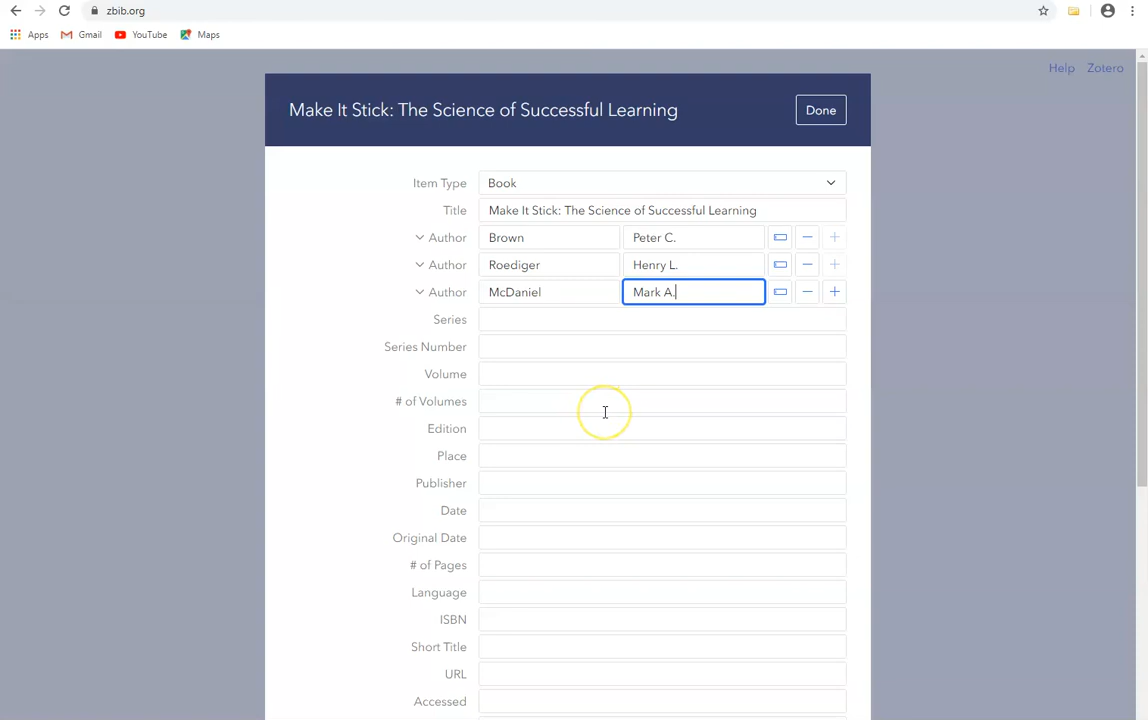 zbib.org
Apps Gmail YouTube Maps
Help Zotero
Make It Stick: The Science of Successful Learning Done
Item Type Book
Title Make It Stick: The Science of Successful Learning
Author Brown Peter C.
Author Roediger Henry L.
Author McDaniel Mark A.
Series
Series Number
Volume
# of Volumes
Edition
Place
Publisher
Date
Original Date
# of Pages
Language
ISBN
Short Title
URL
Accessed